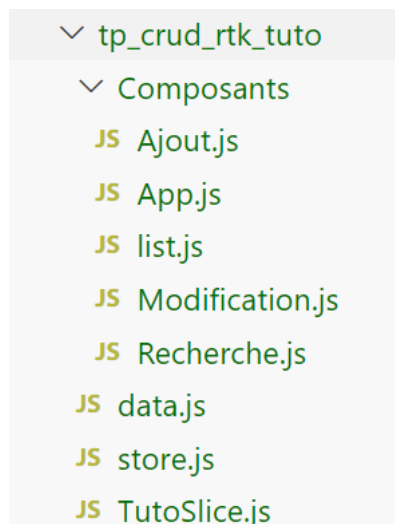 tp_crud_rtk_tuto
Composants
JS Ajout.js
JS App.js
JS list.js
JS Modification.js
JS Recherche.js
JS data.js
JS store.js
JS TutoSlice.js